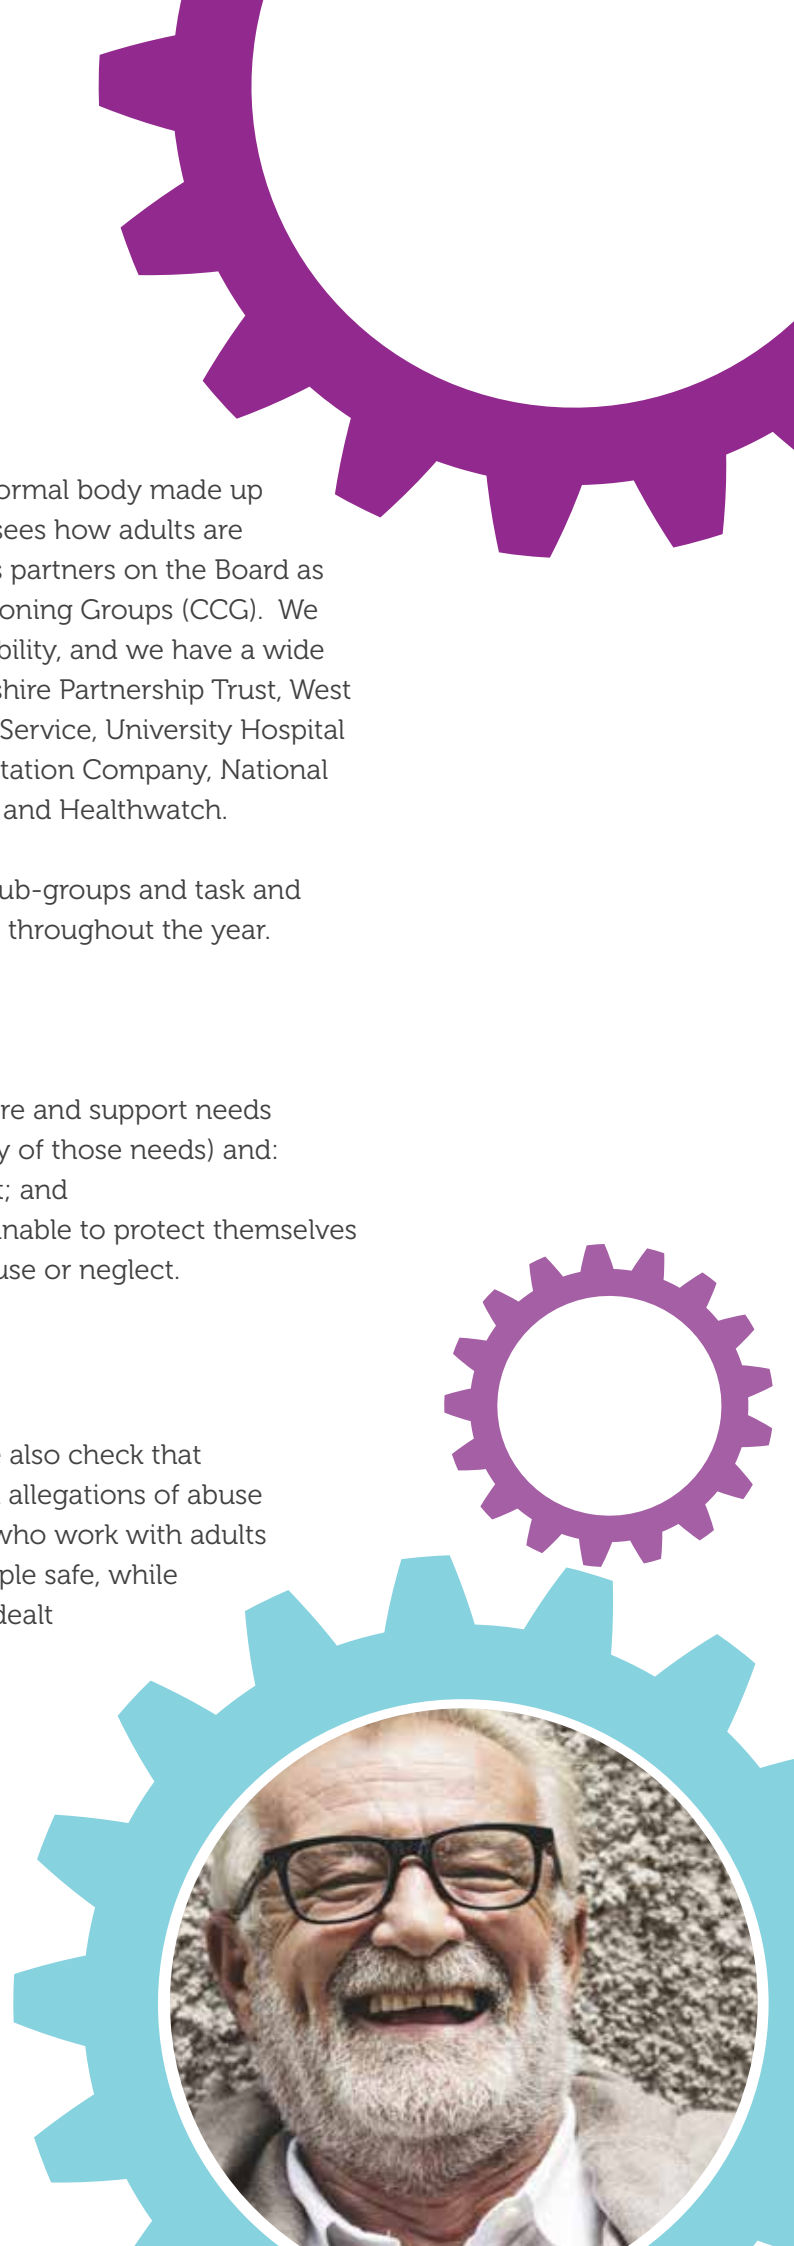 ormal body made up
sees how adults are
s partners on the Board as
oning Groups (CCG).  We
bility, and we have a wide
shire Partnership Trust, West
Service, University Hospital
tation Company, National
and Healthwatch.
ub-groups and task and
throughout the year.
re and support needs
y of those needs) and:
t; and
nable to protect themselves
use or neglect.
e also check that
allegations of abuse
who work with adults
ple safe, while
dealt